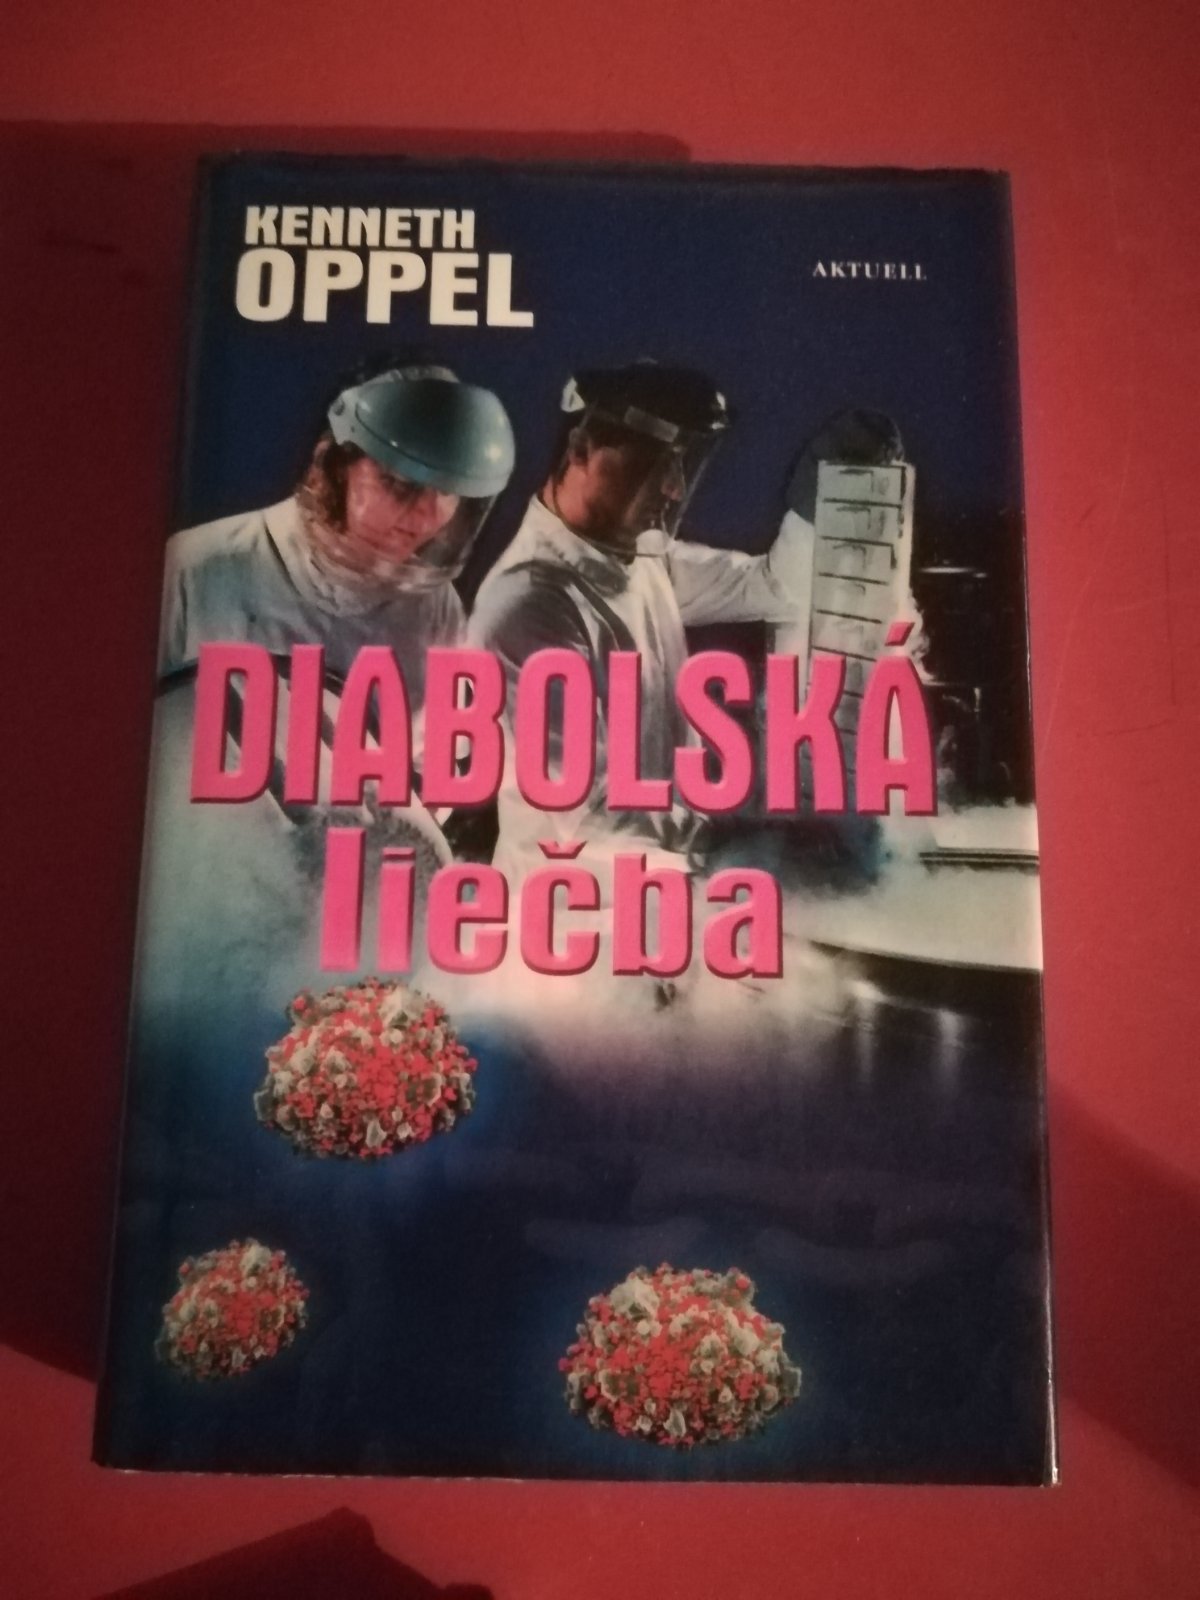 KENNETH
OPPEL
AKTUELL
DIABOLSKÁ
liečba